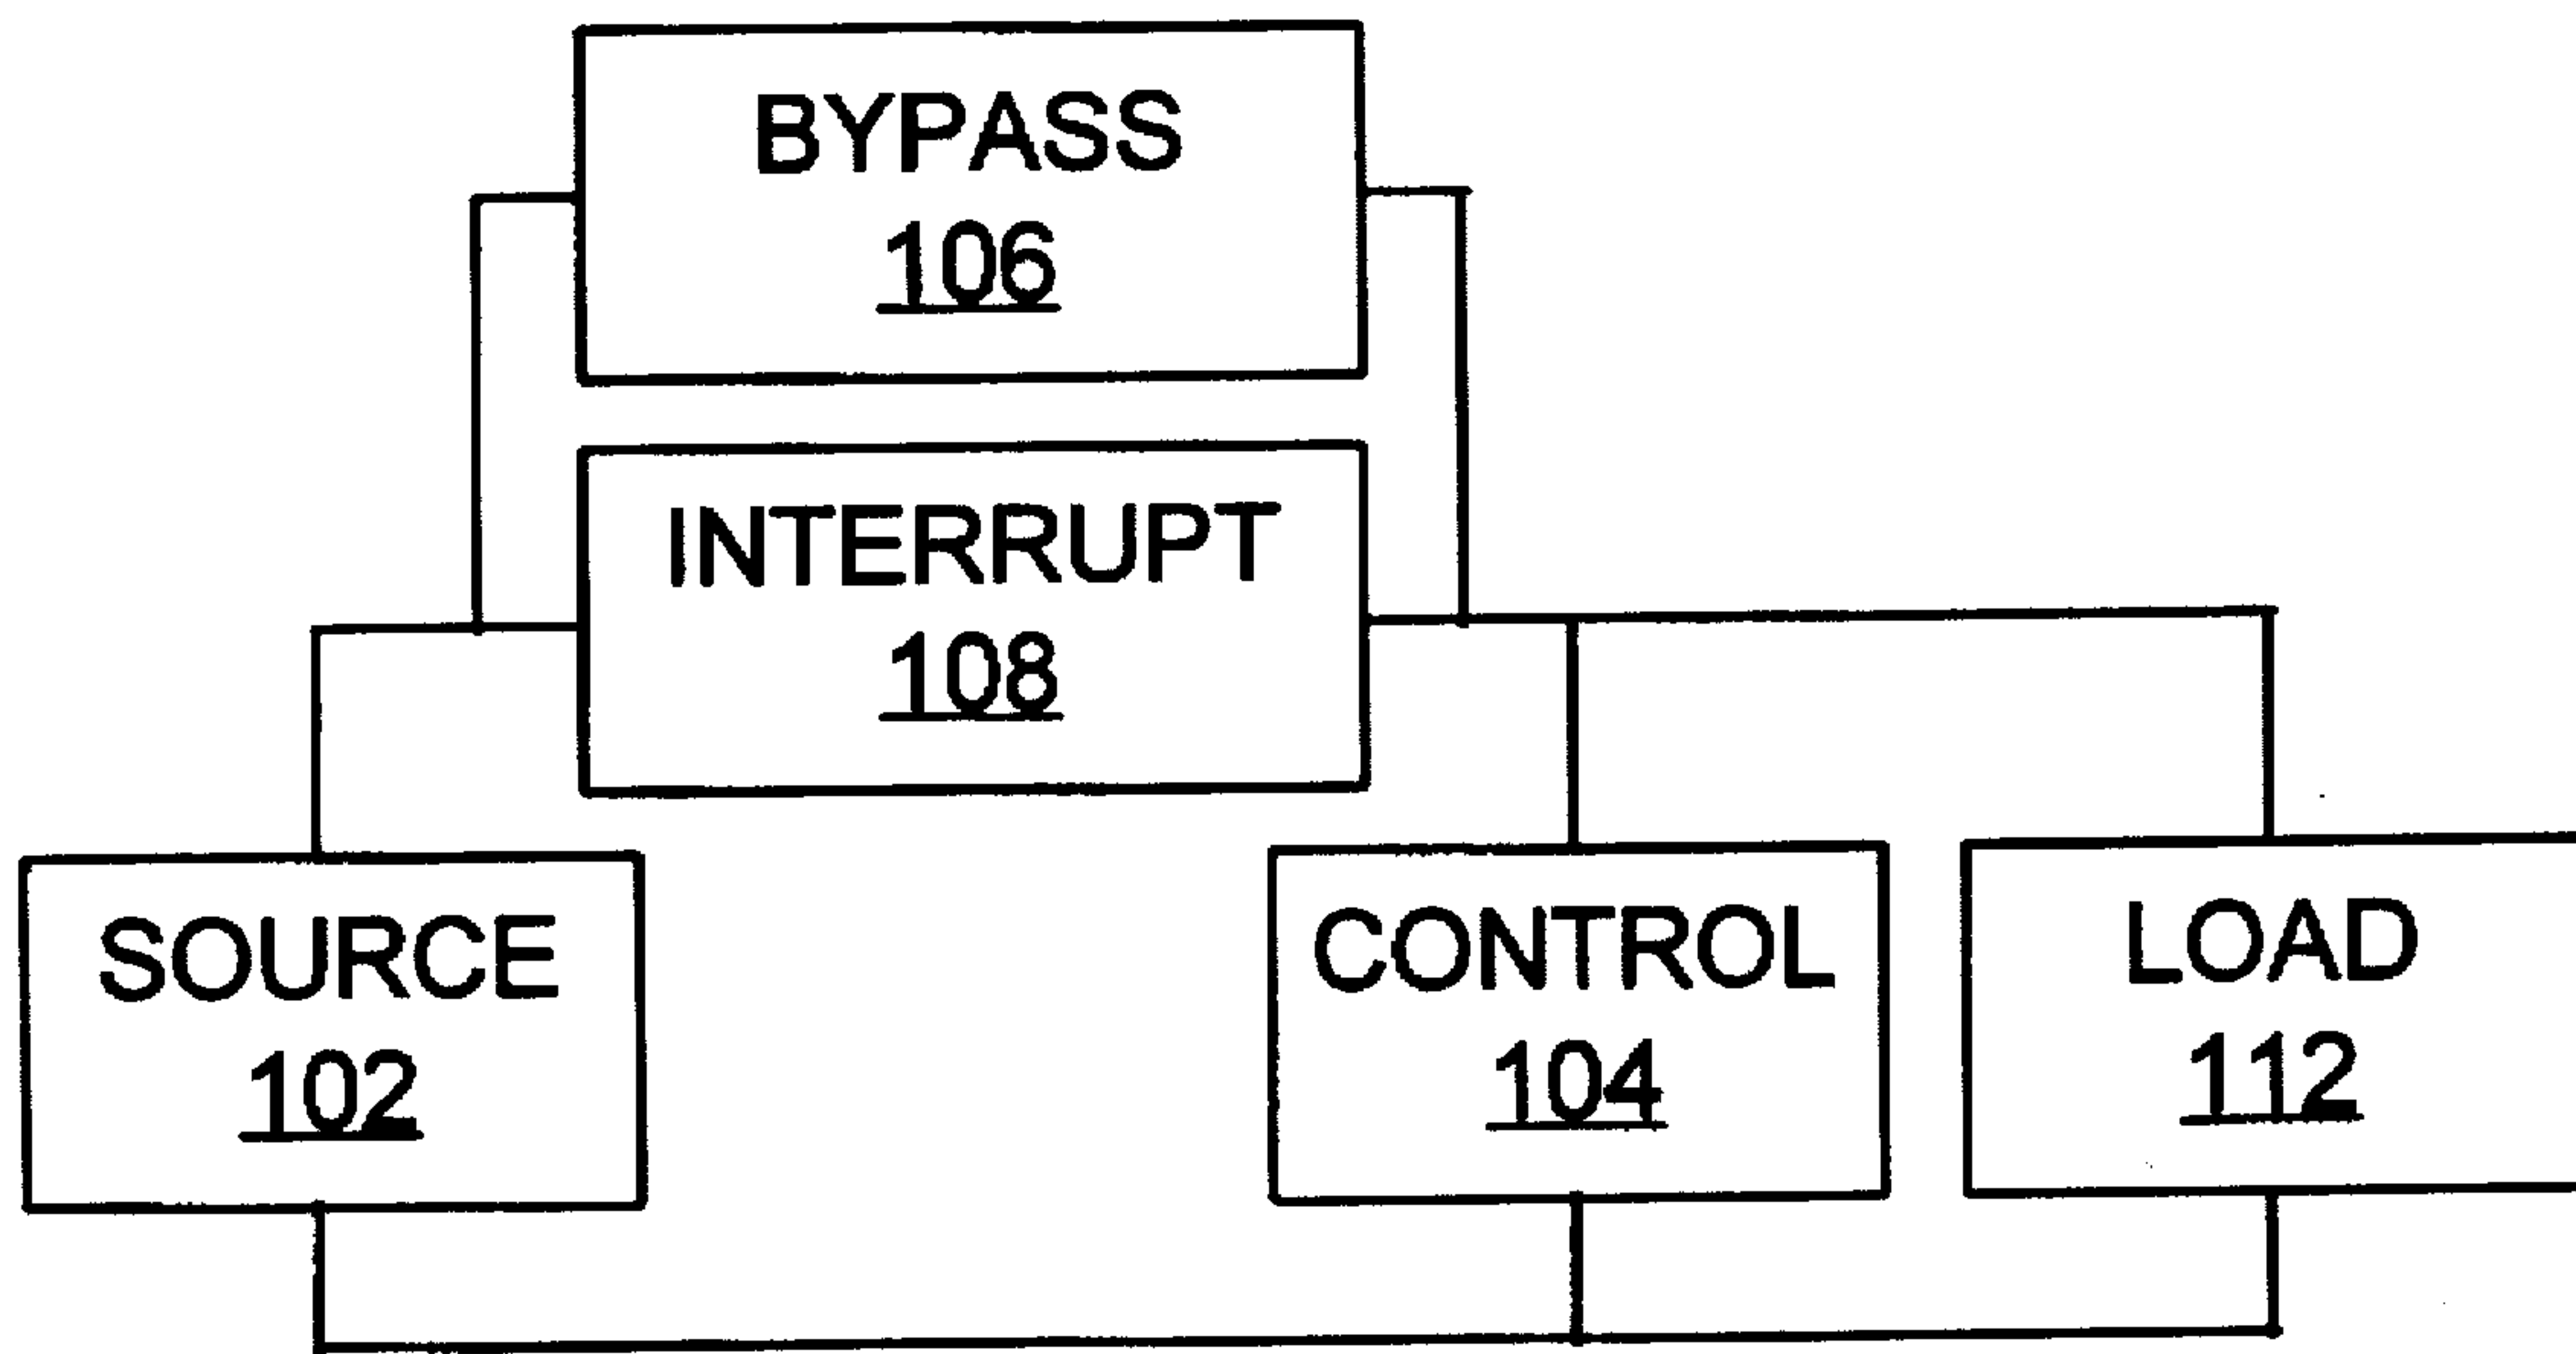 BYPASS
106
INTERRUPT
108
SOURCE
102
CONTROL
104
LOAD
112